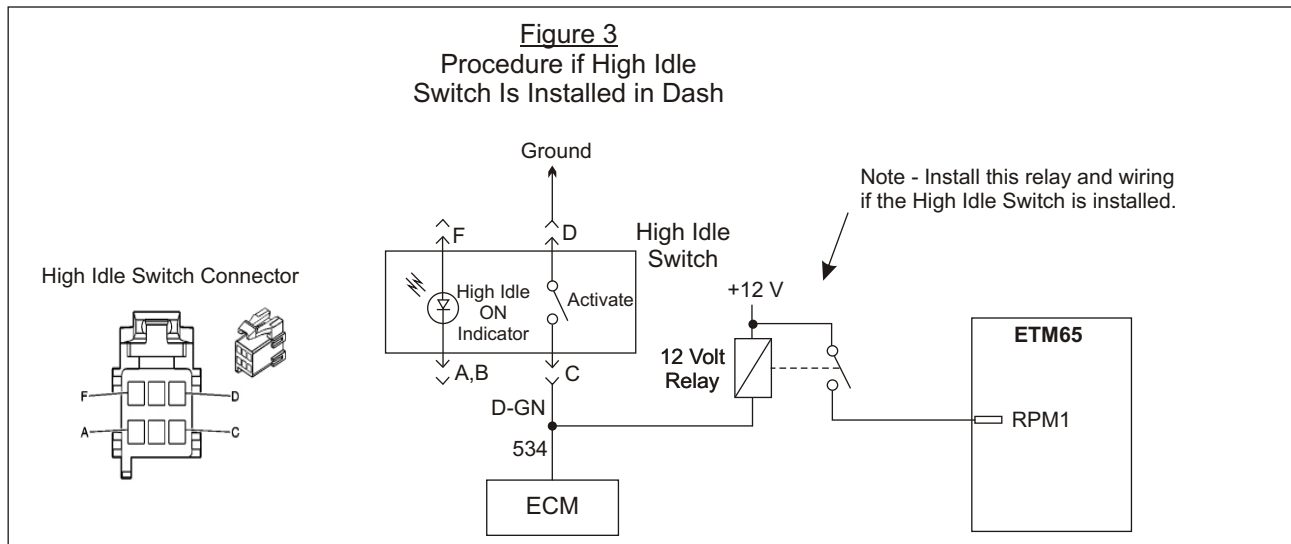 Figure 3
Procedure if High Idle
Switch Is Installed in Dash
Ground
Note - Install this relay and wiring
if the High Idle Switch is installed.
F
D
High Idle
Switch
High Idle Switch Connector
High Idle
ON
Indicator
Activate
+12 V
ETM65
12 Volt
Relay
A,B
C
F
D
D-GN
RPM1
A
C
534
ECM